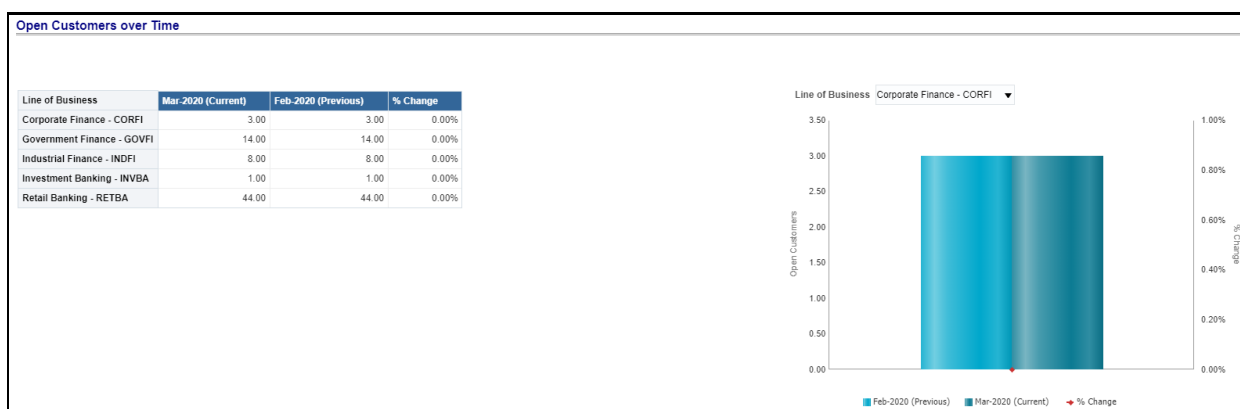 Open Customers over Time
Line of Business Mar-2020 (Current) Feb-2020 (Previous) % Change
Corporate Finance - CORFI 3.00 3.00 0.00%
Government Finance - GOVFI 14.00 14.00 0.00%
Industrial Finance - INDFI 8.00 8.00 0.00%
Investment Banking - INVBA 1.00 1.00 0.00%
Retail Banking - RETBA 44.00 44.00 0.00%
Line of Business Corporate Finance - CORFI
3.50
3.00
2.50
2.00
1.50
1.00
0.50
0.00
Open Customers
1.00%
0.80%
0.60%
0.40%
0.20%
0.00%
% Change
Feb-2020 (Previous) Mar-2020 (Current) % Change